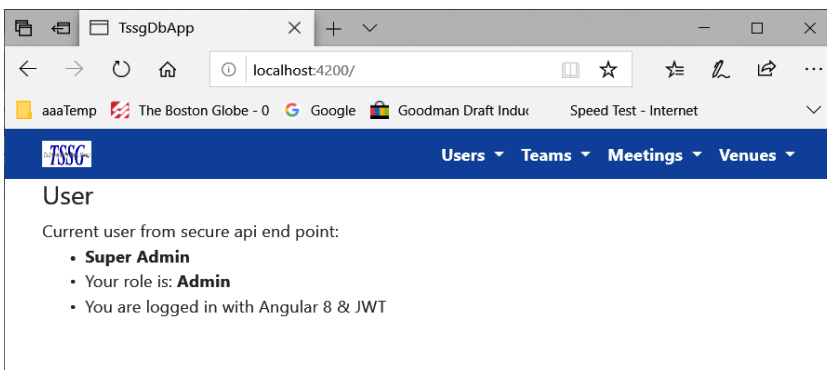 TssgDbApp
localhost:4200/
aaaTemp The Boston Globe - 0 Google Goodman Draft Induc Speed Test - Internet
TSSG Users Teams Meetings Venues
User
Current user from secure api end point:
• Super Admin
• Your role is: Admin
• You are logged in with Angular 8 & JWT